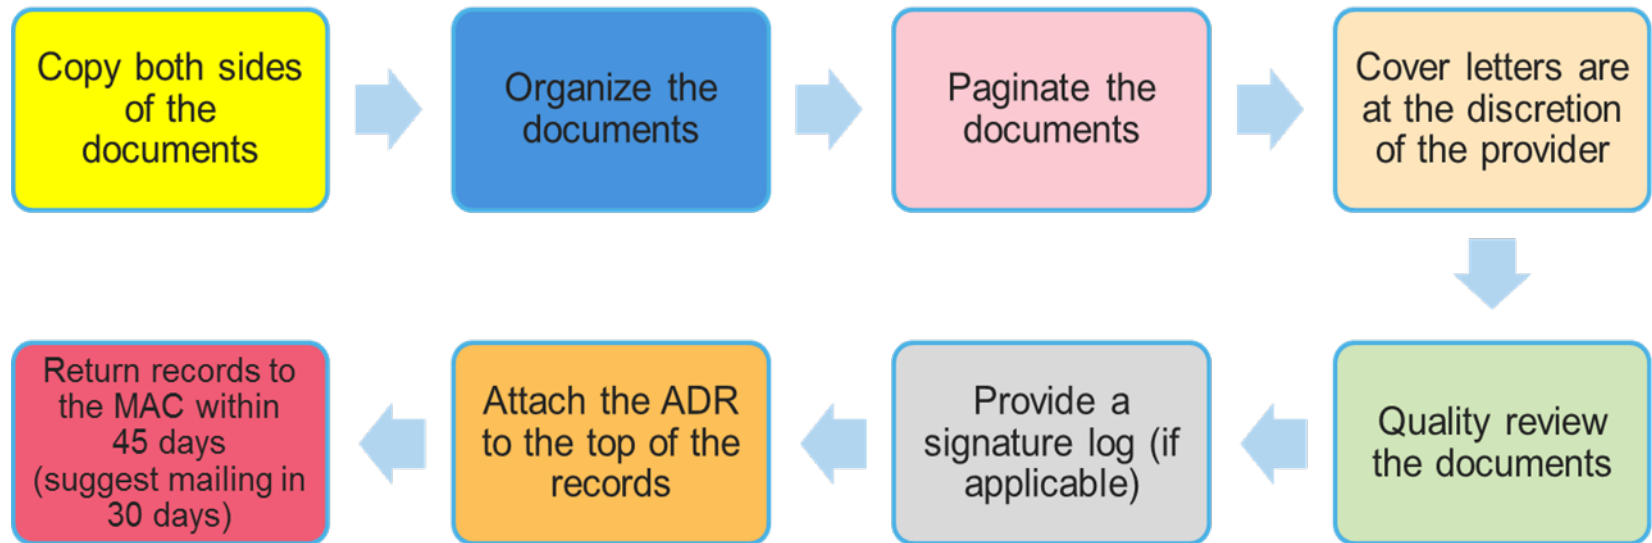 Copy both sides
of the
documents
Organize the
documents
Paginate the
documents
Cover letters are
at the discretion
of the provider
Quality review
the documents
Provide a
signature log (if
applicable)
Attach the ADR
to the top of the
records
Return records to
the MAC within
45 days
(suggest mailing in
30 days)